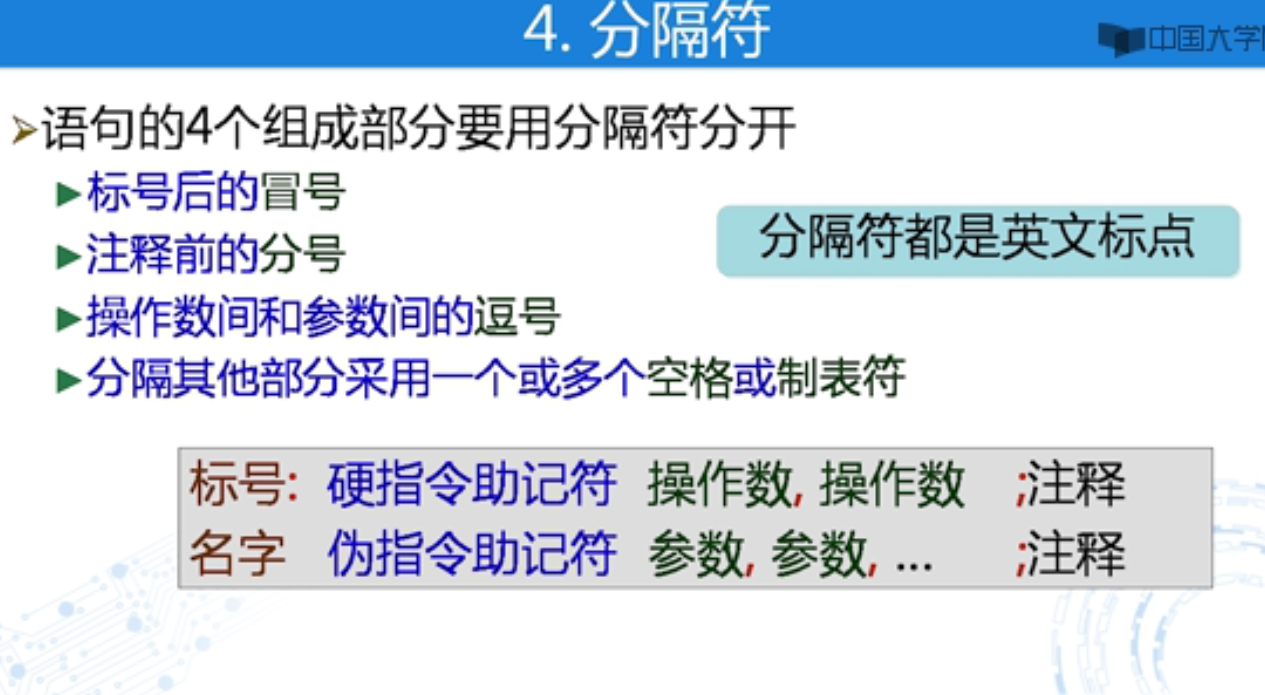 4. 分隔符
中国大学
语句的4个组成部分要用分隔符分开
标号后的冒号
注释前的分号
分隔符都是英文标点
操作数间和参数间的逗号
分隔其他部分采用一个或多个空格或制表符
标号: 硬指令助记符 操作数, 操作数 ;注释
名字 伪指令助记符 参数, 参数, ... ;注释